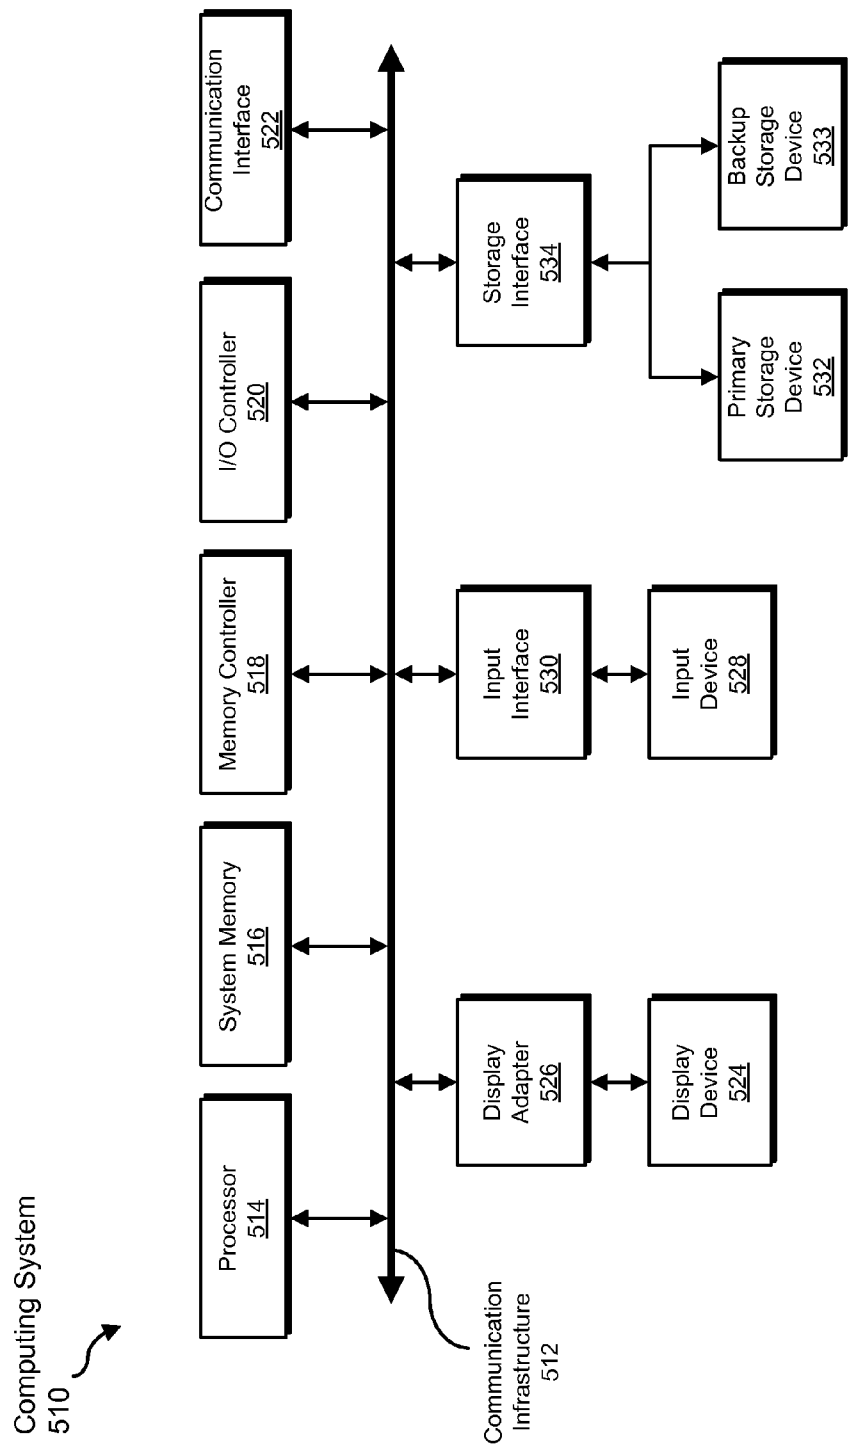 Computing System
510
Processor
514
System Memory
516
Memory Controller
518
I/O Controller
520
Communication
Interface
522
Communication
Infrastructure
512
Display
Adapter
526
Input
Interface
530
Storage
Interface
534
Display
Device
524
Input
Device
528
Primary
Storage
Device
532
Backup
Storage
Device
533